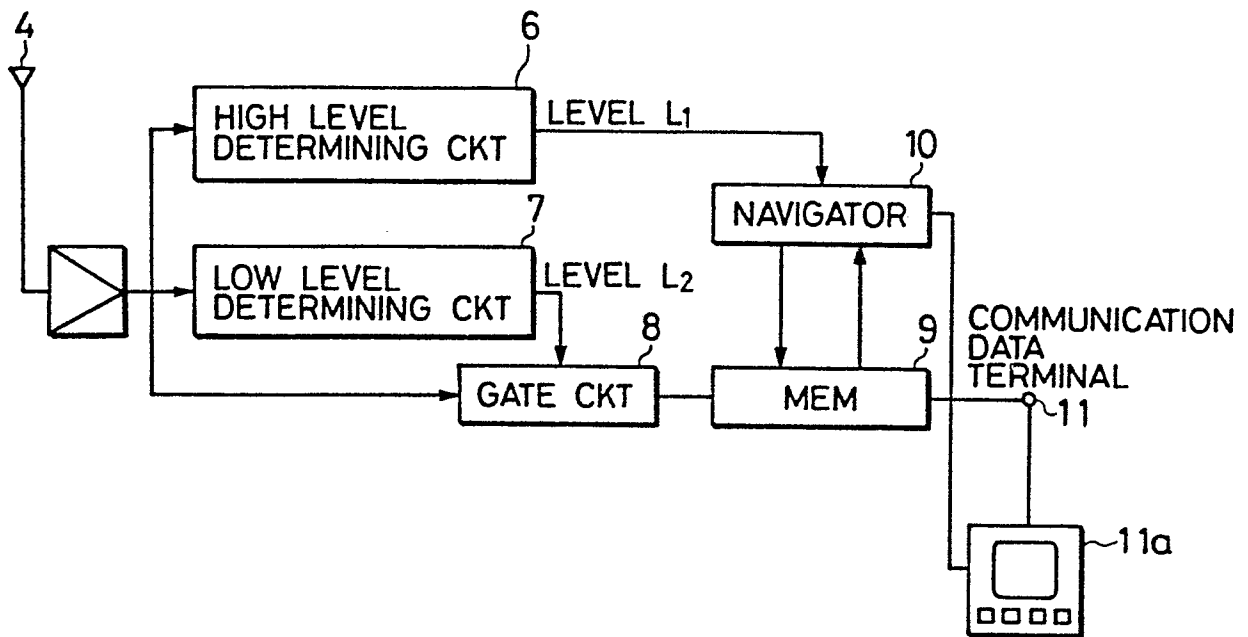 4
6
HIGH LEVEL
DETERMINING CKT
LEVEL L1
10
NAVIGATOR
7
LOW LEVEL
DETERMINING CKT
LEVEL L2
8
GATE CKT
9
MEM
COMMUNICATION
DATA
TERMINAL
11
11a